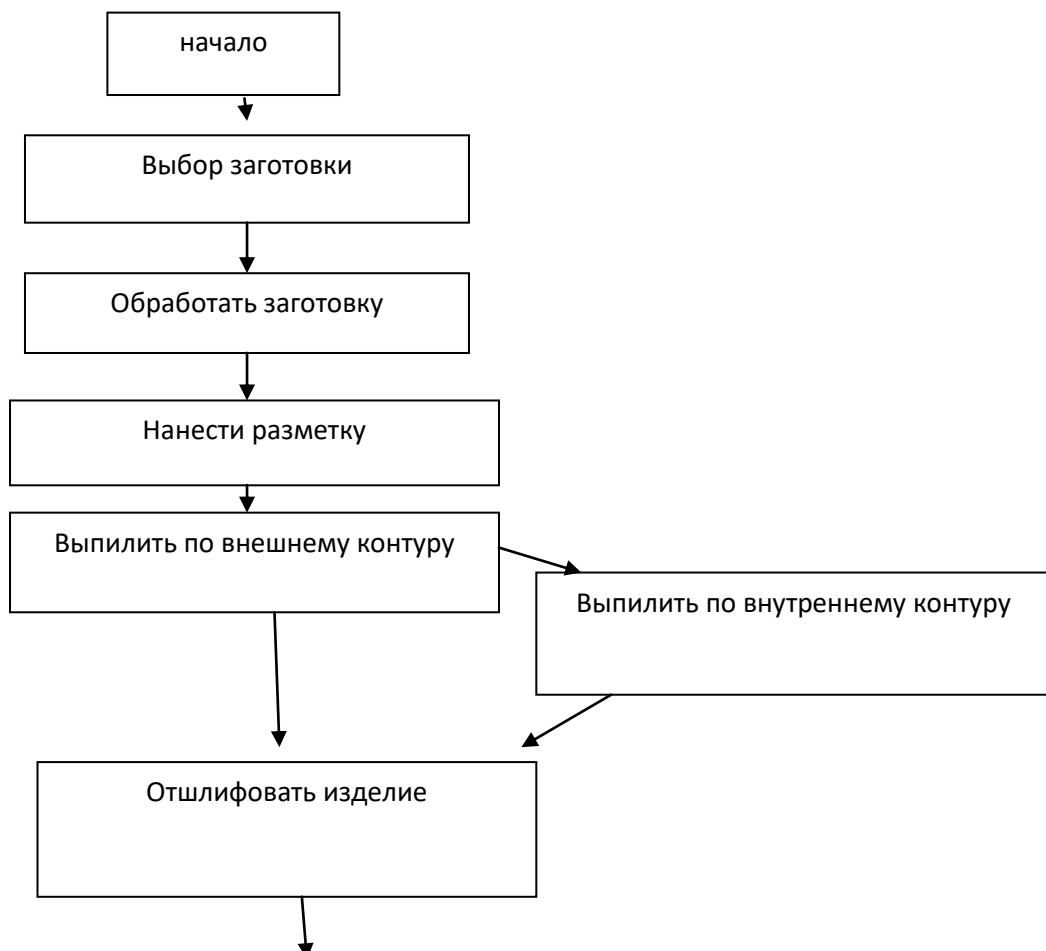 начало
Выбор заготовки
Обработать заготовку
Нанести разметку
Выпилить по внешнему контуру
Выпилить по внутреннему контуру
Отшлифовать изделие